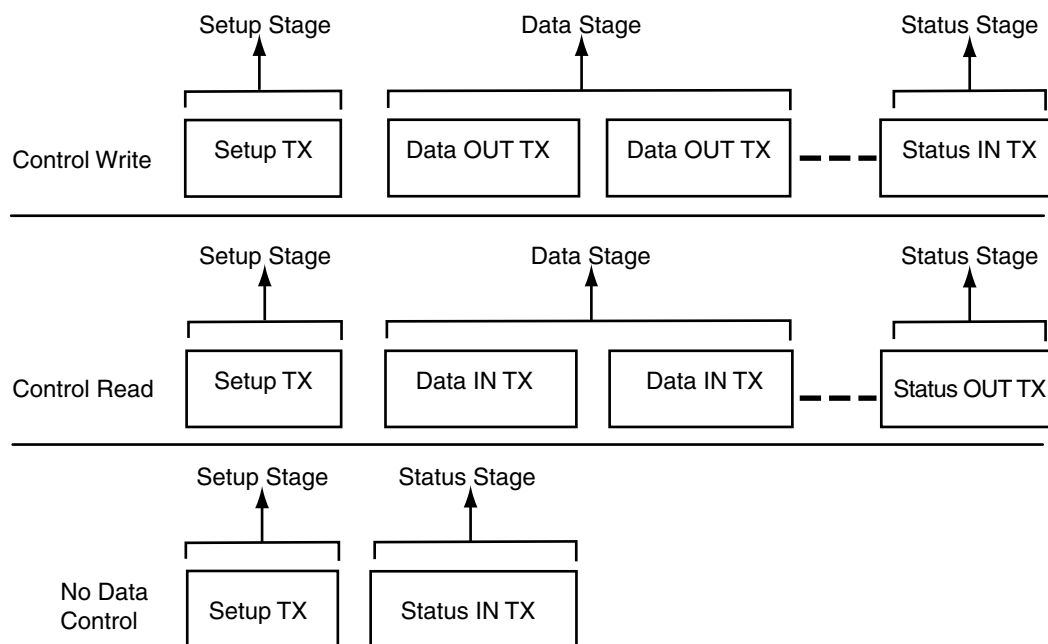 Setup Stage Data Stage Status Stage
Control Write Setup TX Data OUT TX Data OUT TX Status IN TX
Setup Stage Data Stage Status Stage
Control Read Setup TX Data IN TX Data IN TX Status OUT TX
Setup Stage Status Stage
No Data
Control Setup TX Status IN TX